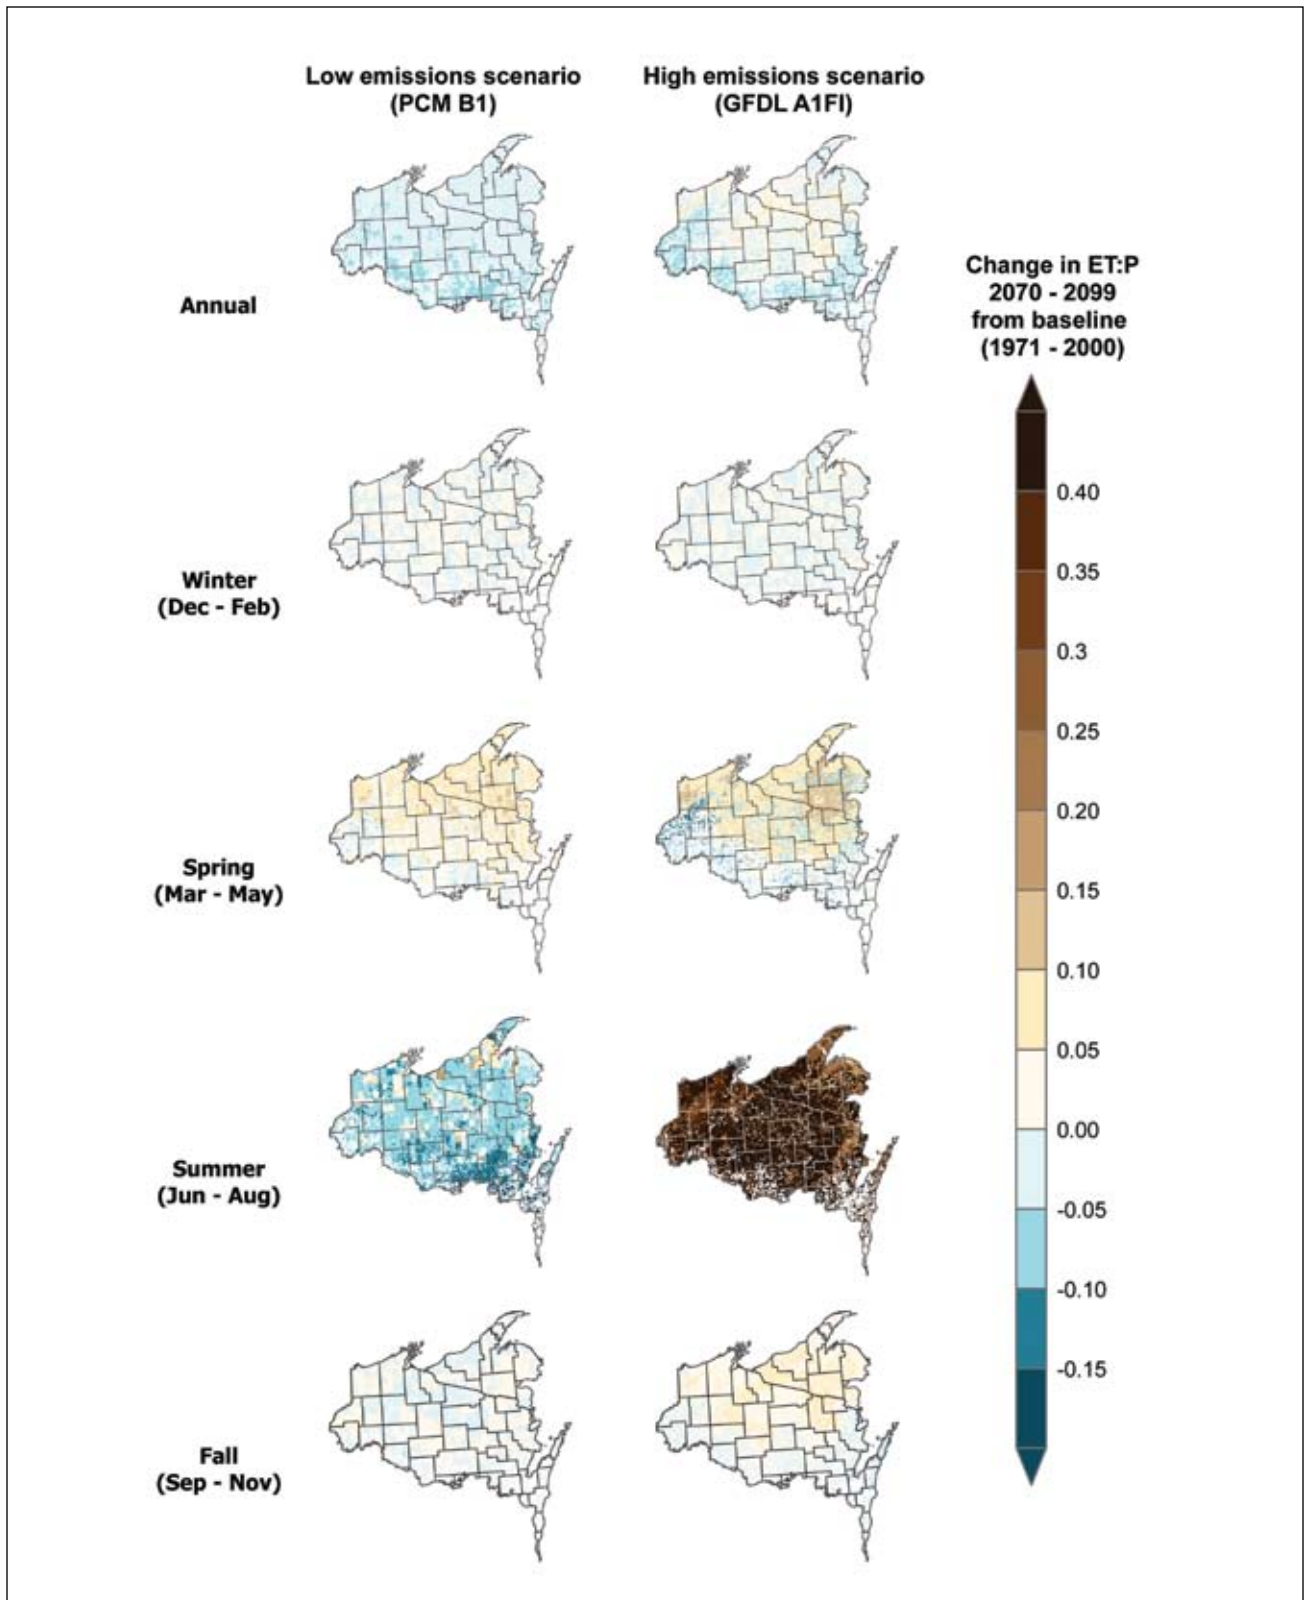 Low emissions scenario
(PCM B1)
High emissions scenario
(GFDL A1FI)
Annual
Change in ET:P
2070 - 2099
from baseline
(1971 - 2000)
0.40
0.35
0.3
0.25
0.20
0.15
0.10
0.05
0.00
-0.05
-0.10
-0.15
Winter
(Dec - Feb)
Spring
(Mar - May)
Summer
(Jun - Aug)
Fall
(Sep - Nov)